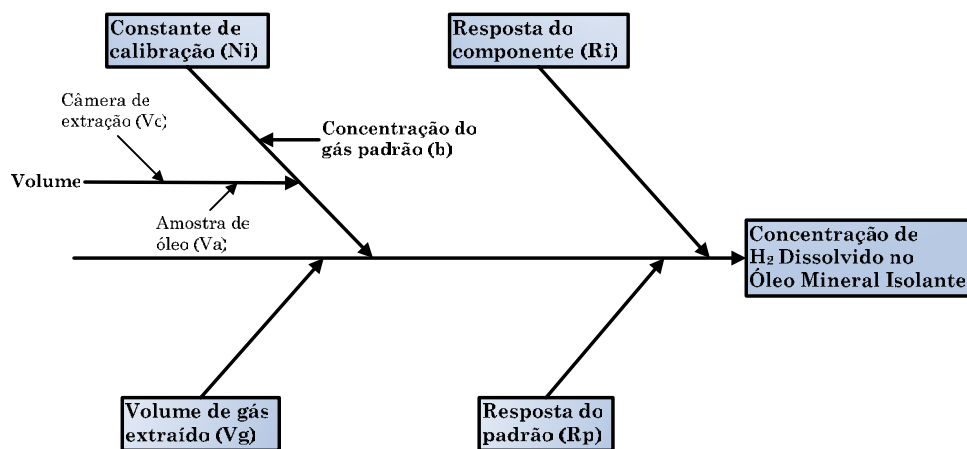 Constante de
calibração (Ni)
Resposta do
componente (Ri)
Câmera de
extração (Vc)
Concentração do
gás padrão (b)
Volume
Amostra de
óleo (Va)
Concentração de
H₂ Dissolvido no
Óleo Mineral Isolante
Volume de gás
extraído (Vg)
Resposta do
padrão (Rp)